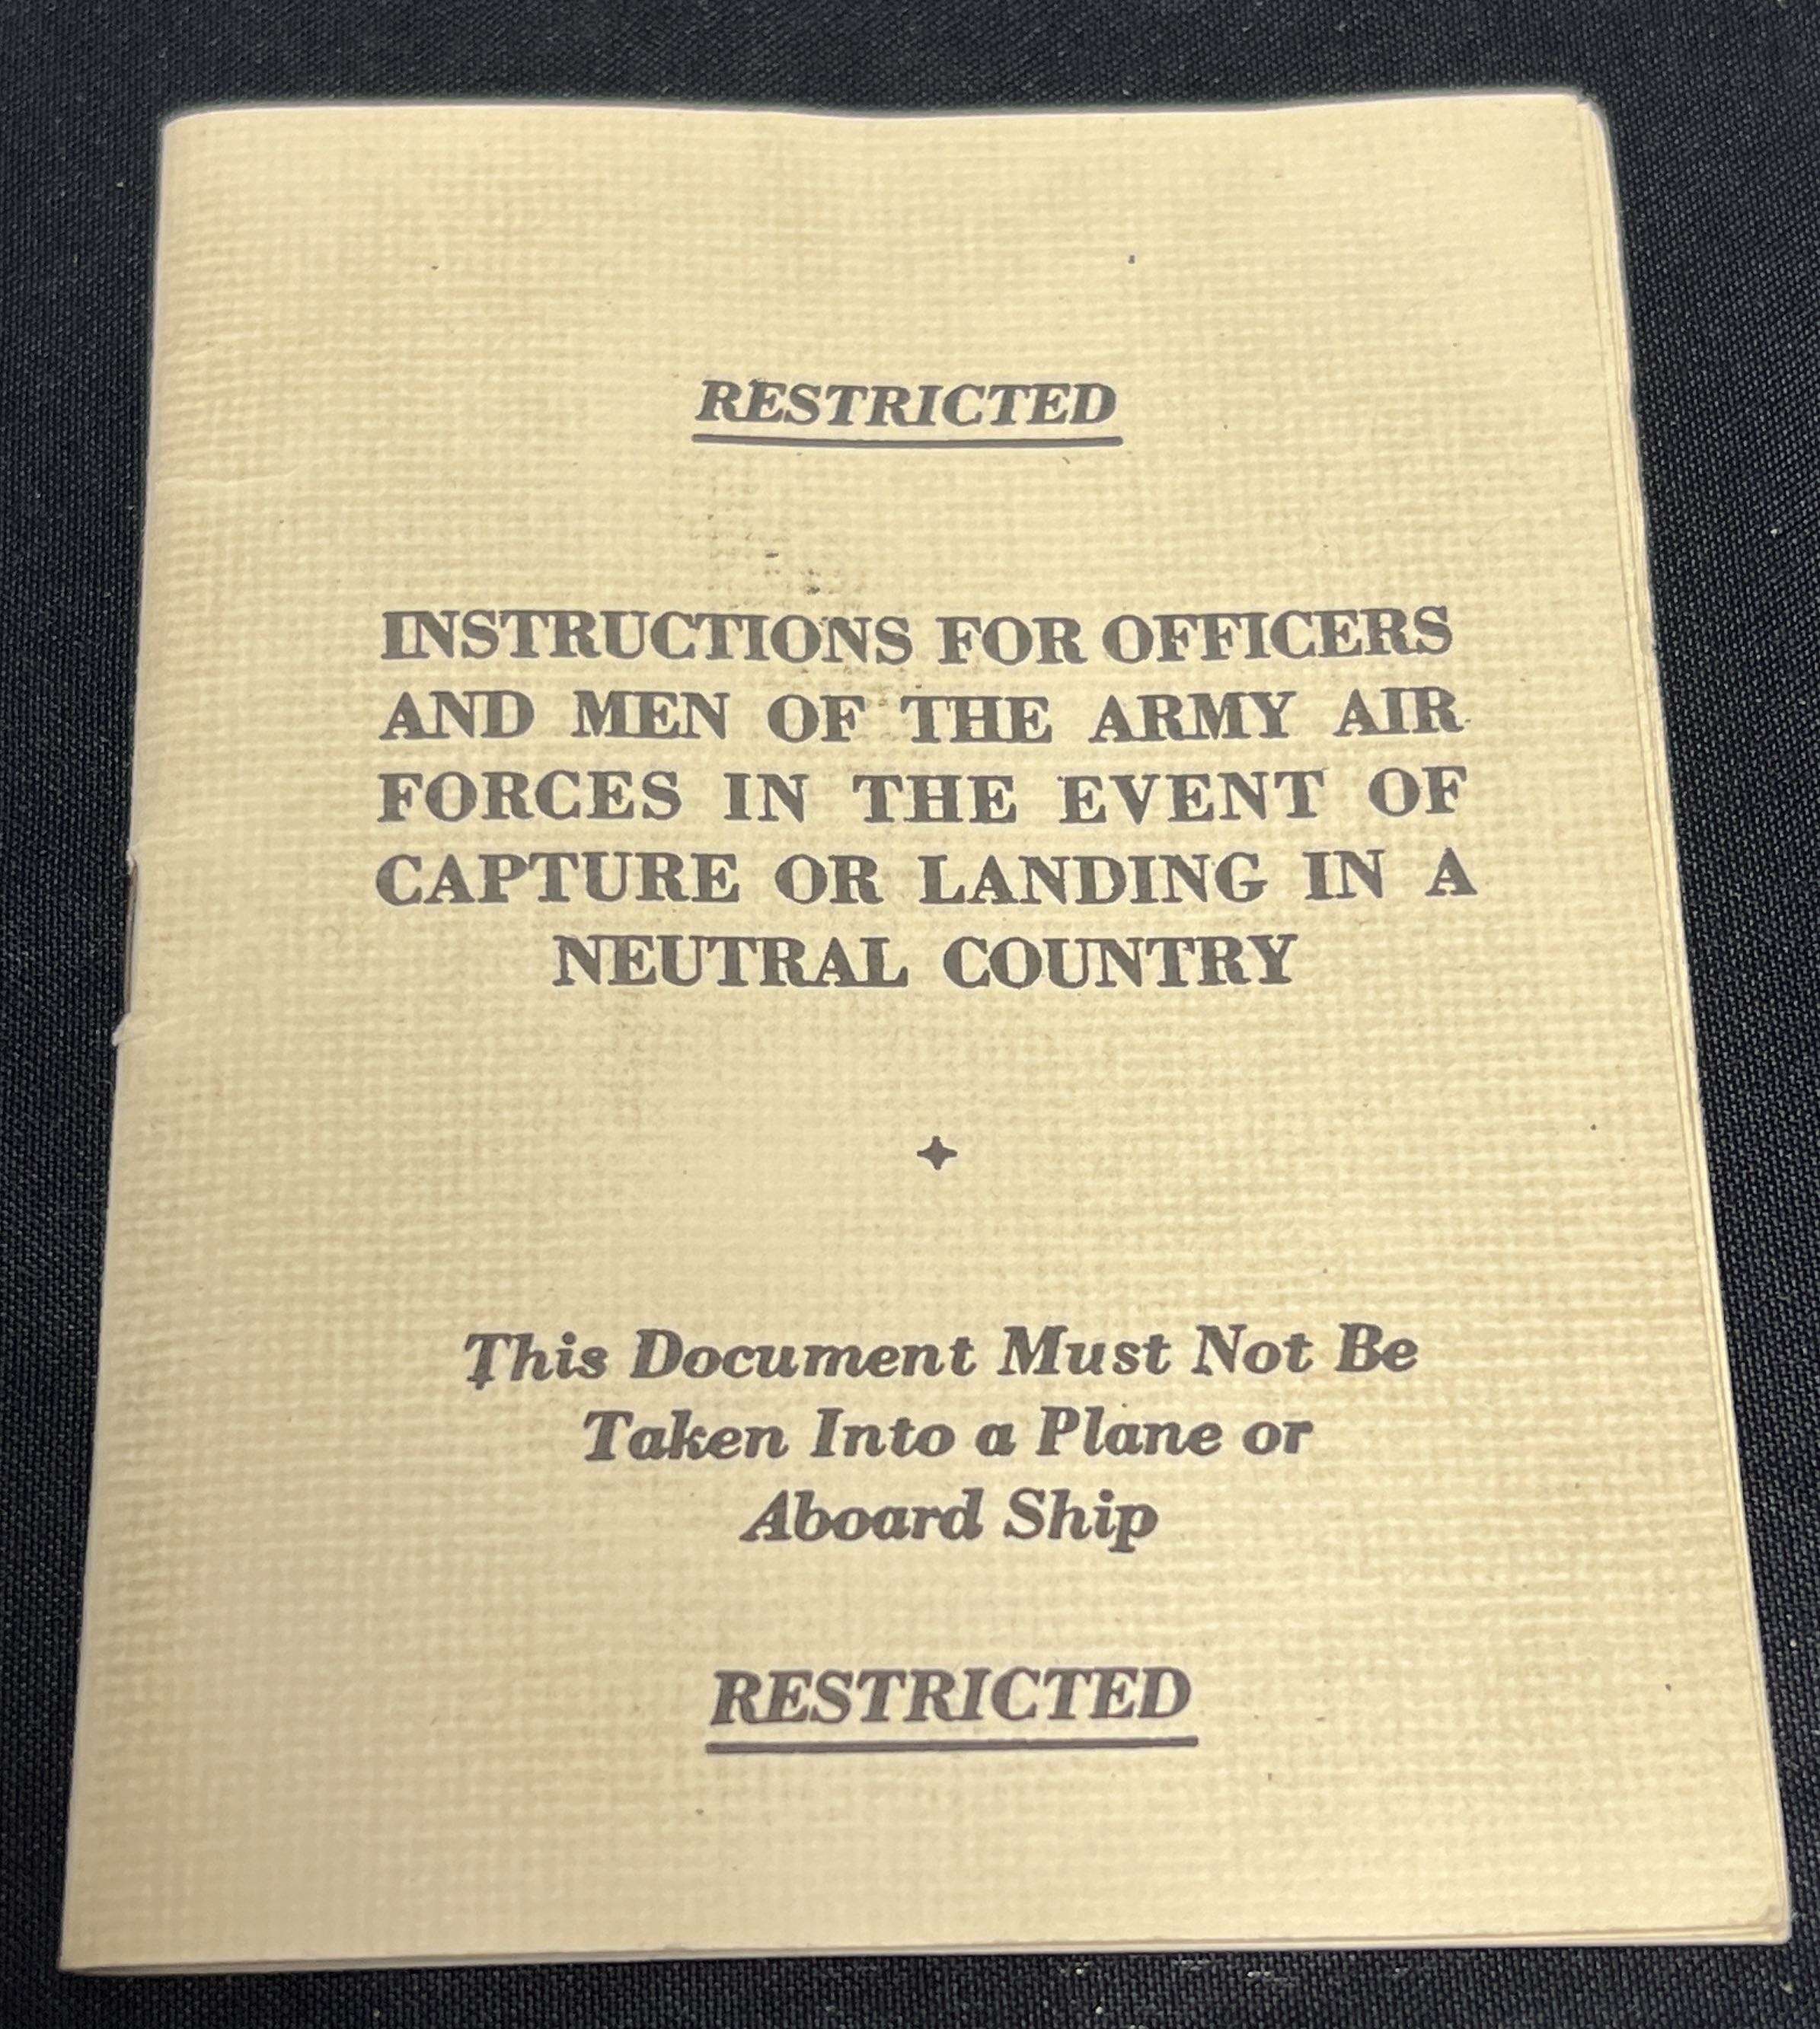 RESTRICTED
INSTRUCTIONS FOR OFFICERS
AND MEN OF THE ARMY AIR
FORCES IN THE EVENT OF
CAPTURE OR LANDING IN A
NEUTRAL COUNTRY
This Document Must Not Be
Taken Into a Plane or
Aboard Ship
RESTRICTED